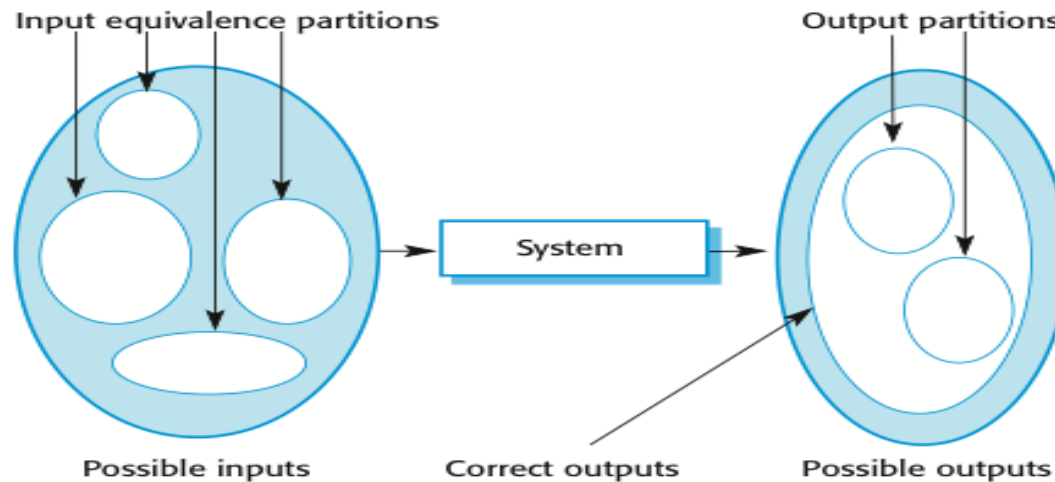 Input equivalence partitions
Output partitions
System
Possible inputs
Correct outputs
Possible outputs